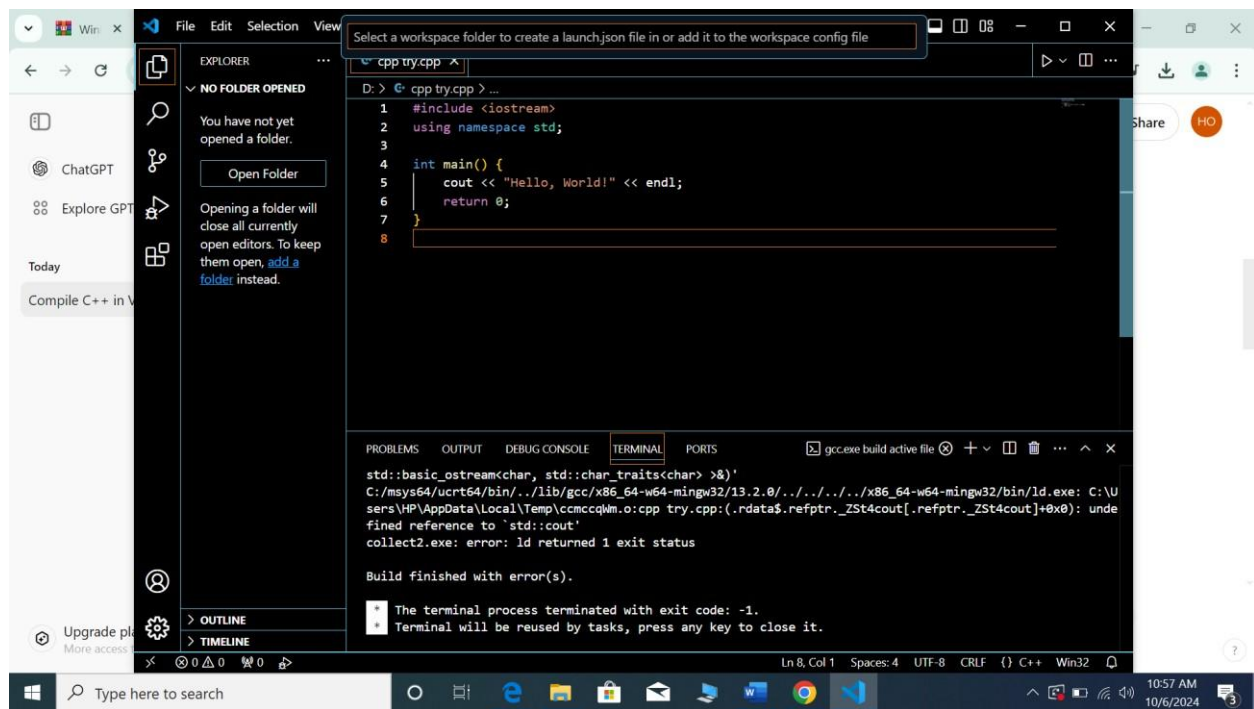 Win
File Edit Selection View
Select a workspace folder to create a launch.json file in or add it to the workspace config file
EXPLORER
cpp try.cpp
NO FOLDER OPENED
D: > cpp try.cpp > ...
You have not yet
opened a folder.
Open Folder
Opening a folder will
close all currently
open editors. To keep
them open, add a
folder instead.
1 #include <iostream>
2 using namespace std;
3
4 int main() {
5 cout << "Hello, World!" << endl;
6 return 0;
7 }
8
Share
HO
ChatGPT
Explore GPT
Today
Compile C++ in V
PROBLEMS OUTPUT DEBUG CONSOLE TERMINAL PORTS
gcc.exe build active file
std::basic_ostream<char, std::char_traits<char> >&)'
C:/msys64/ucrt64/bin/../lib/gcc/x86_64-w64-mingw32/13.2.0/../../../../x86_64-w64-mingw32/bin/ld.exe: C:\U
sers\HP\AppData\Local\Temp\ccmccqWm.o:cpp try.cpp:(.rdata$.refptr._ZSt4cout[.refptr._ZSt4cout]+0x0): unde
fined reference to `std::cout'
collect2.exe: error: ld returned 1 exit status
Build finished with error(s).
* The terminal process terminated with exit code: -1.
* Terminal will be reused by tasks, press any key to close it.
OUTLINE
TIMELINE
Upgrade pla
More access
0 0 0
Ln 8, Col 1 Spaces: 4 UTF-8 CRLF {} C++ Win32
Type here to search
10:57 AM
10/6/2024
3